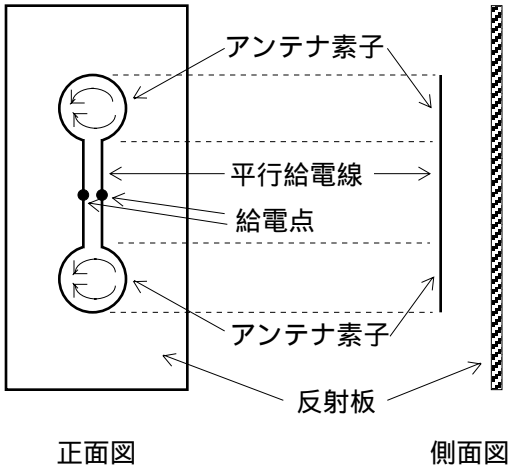 アンテナ素子
平行給電線
給電点
アンテナ素子
反射板
正面図
側面図